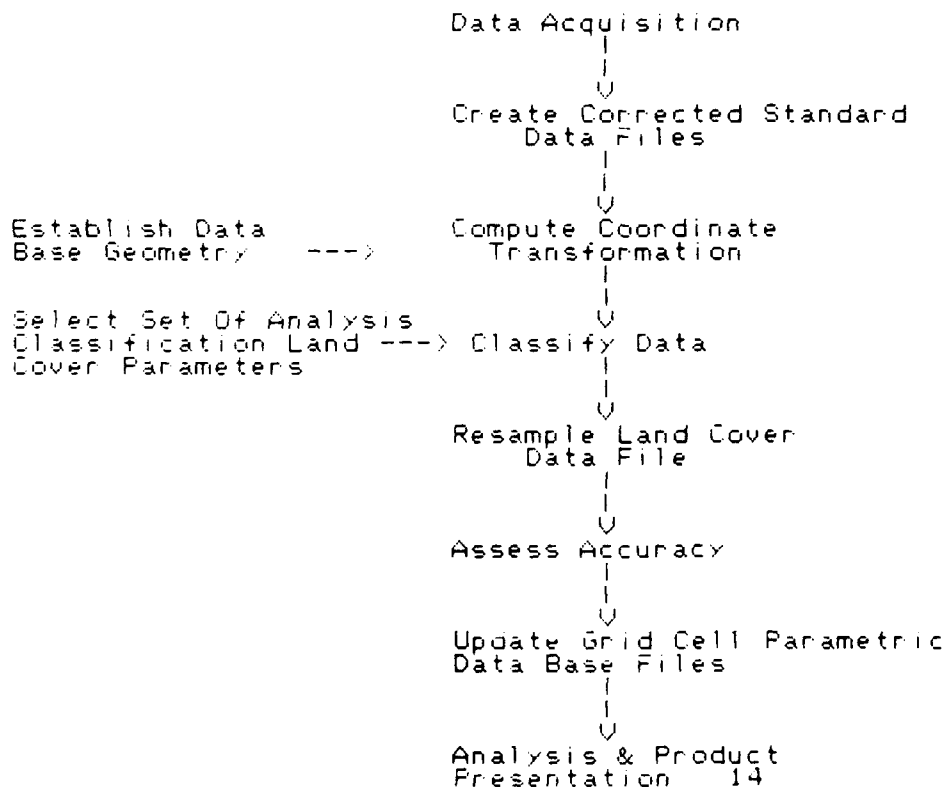 Data Acquisition
Create Corrected Standard
Data Files
Establish Data
Base Geometry --->
Compute Coordinate
Transformation
Select Set Of Analysis
Classification Land --->
Cover Parameters
Classify Data
Resample Land Cover
Data File
Assess Accuracy
Update Grid Cell Parametric
Data Base Files
Analysis & Product
Presentation 14